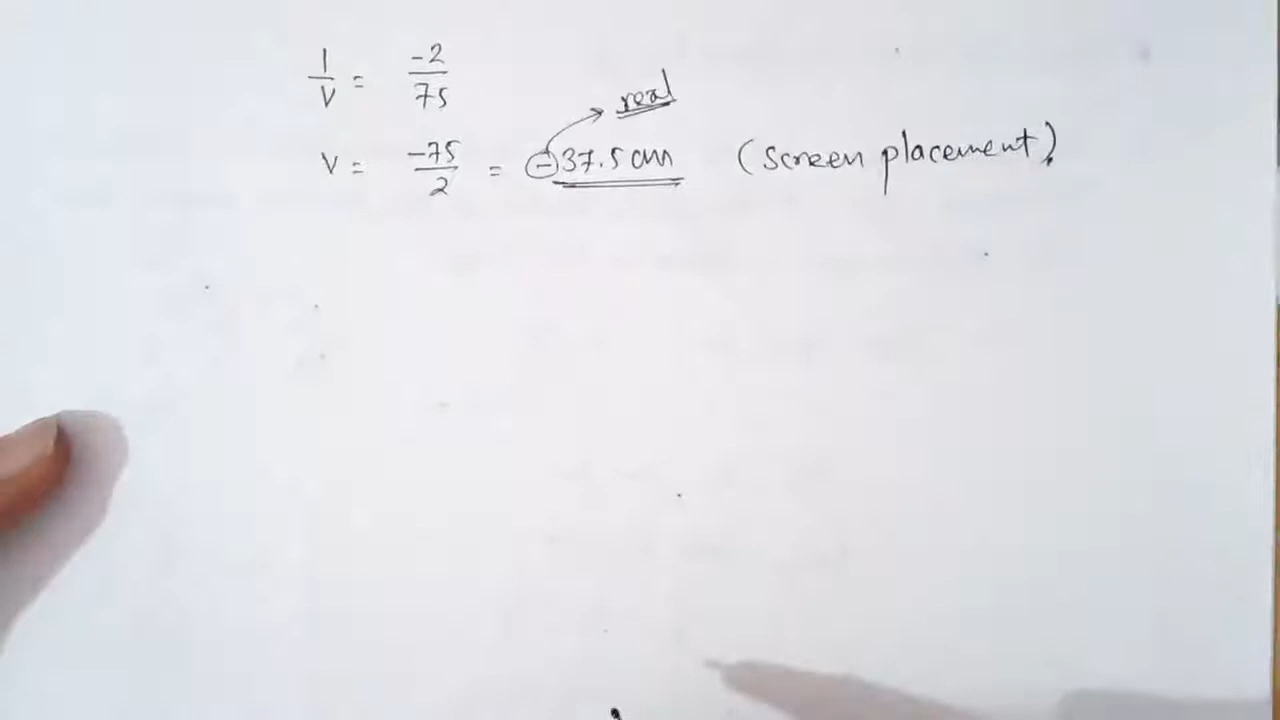 1/V = -2/75
real
V = -75/2 = -37.5 cm (screen placement)